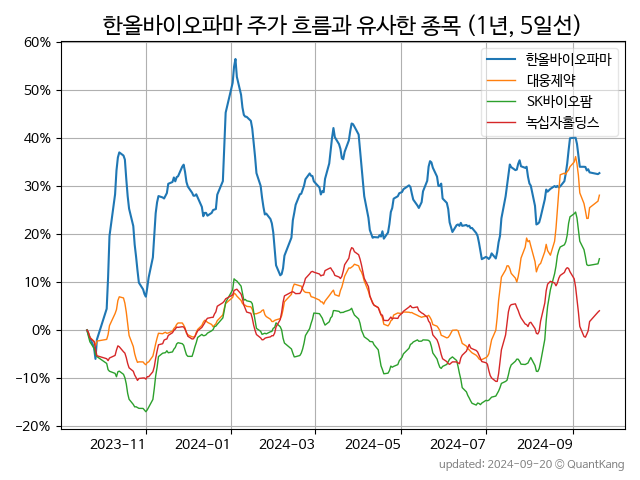 한올바이오파마 주가 흐름과 유사한 종목 (1년, 5일선)
60%
50%
40%
30%
20%
10%
0%
−10%
−20%
한올바이오파마
대웅제약
SK바이오팜
녹십자홀딩스
2023-11
2024-01
2024-03
2024-05
2024-07
2024-09
updated: 2024-09-20 © QuantKang